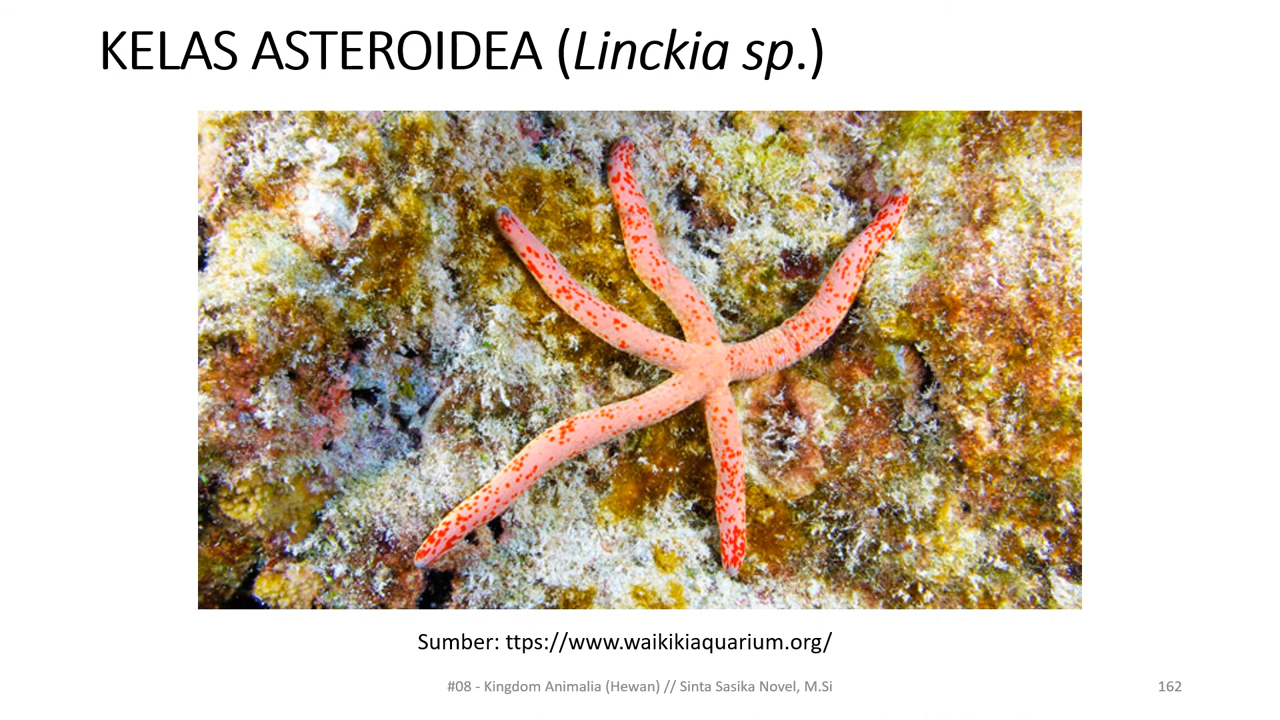 KELAS ASTEROIDEA (Linckia sp.)
Sumber: ttps://www.waikikiaquarium.org/
#08 - Kingdom Animalia (Hewan) // Sinta Sasika Novel, M.Si
162